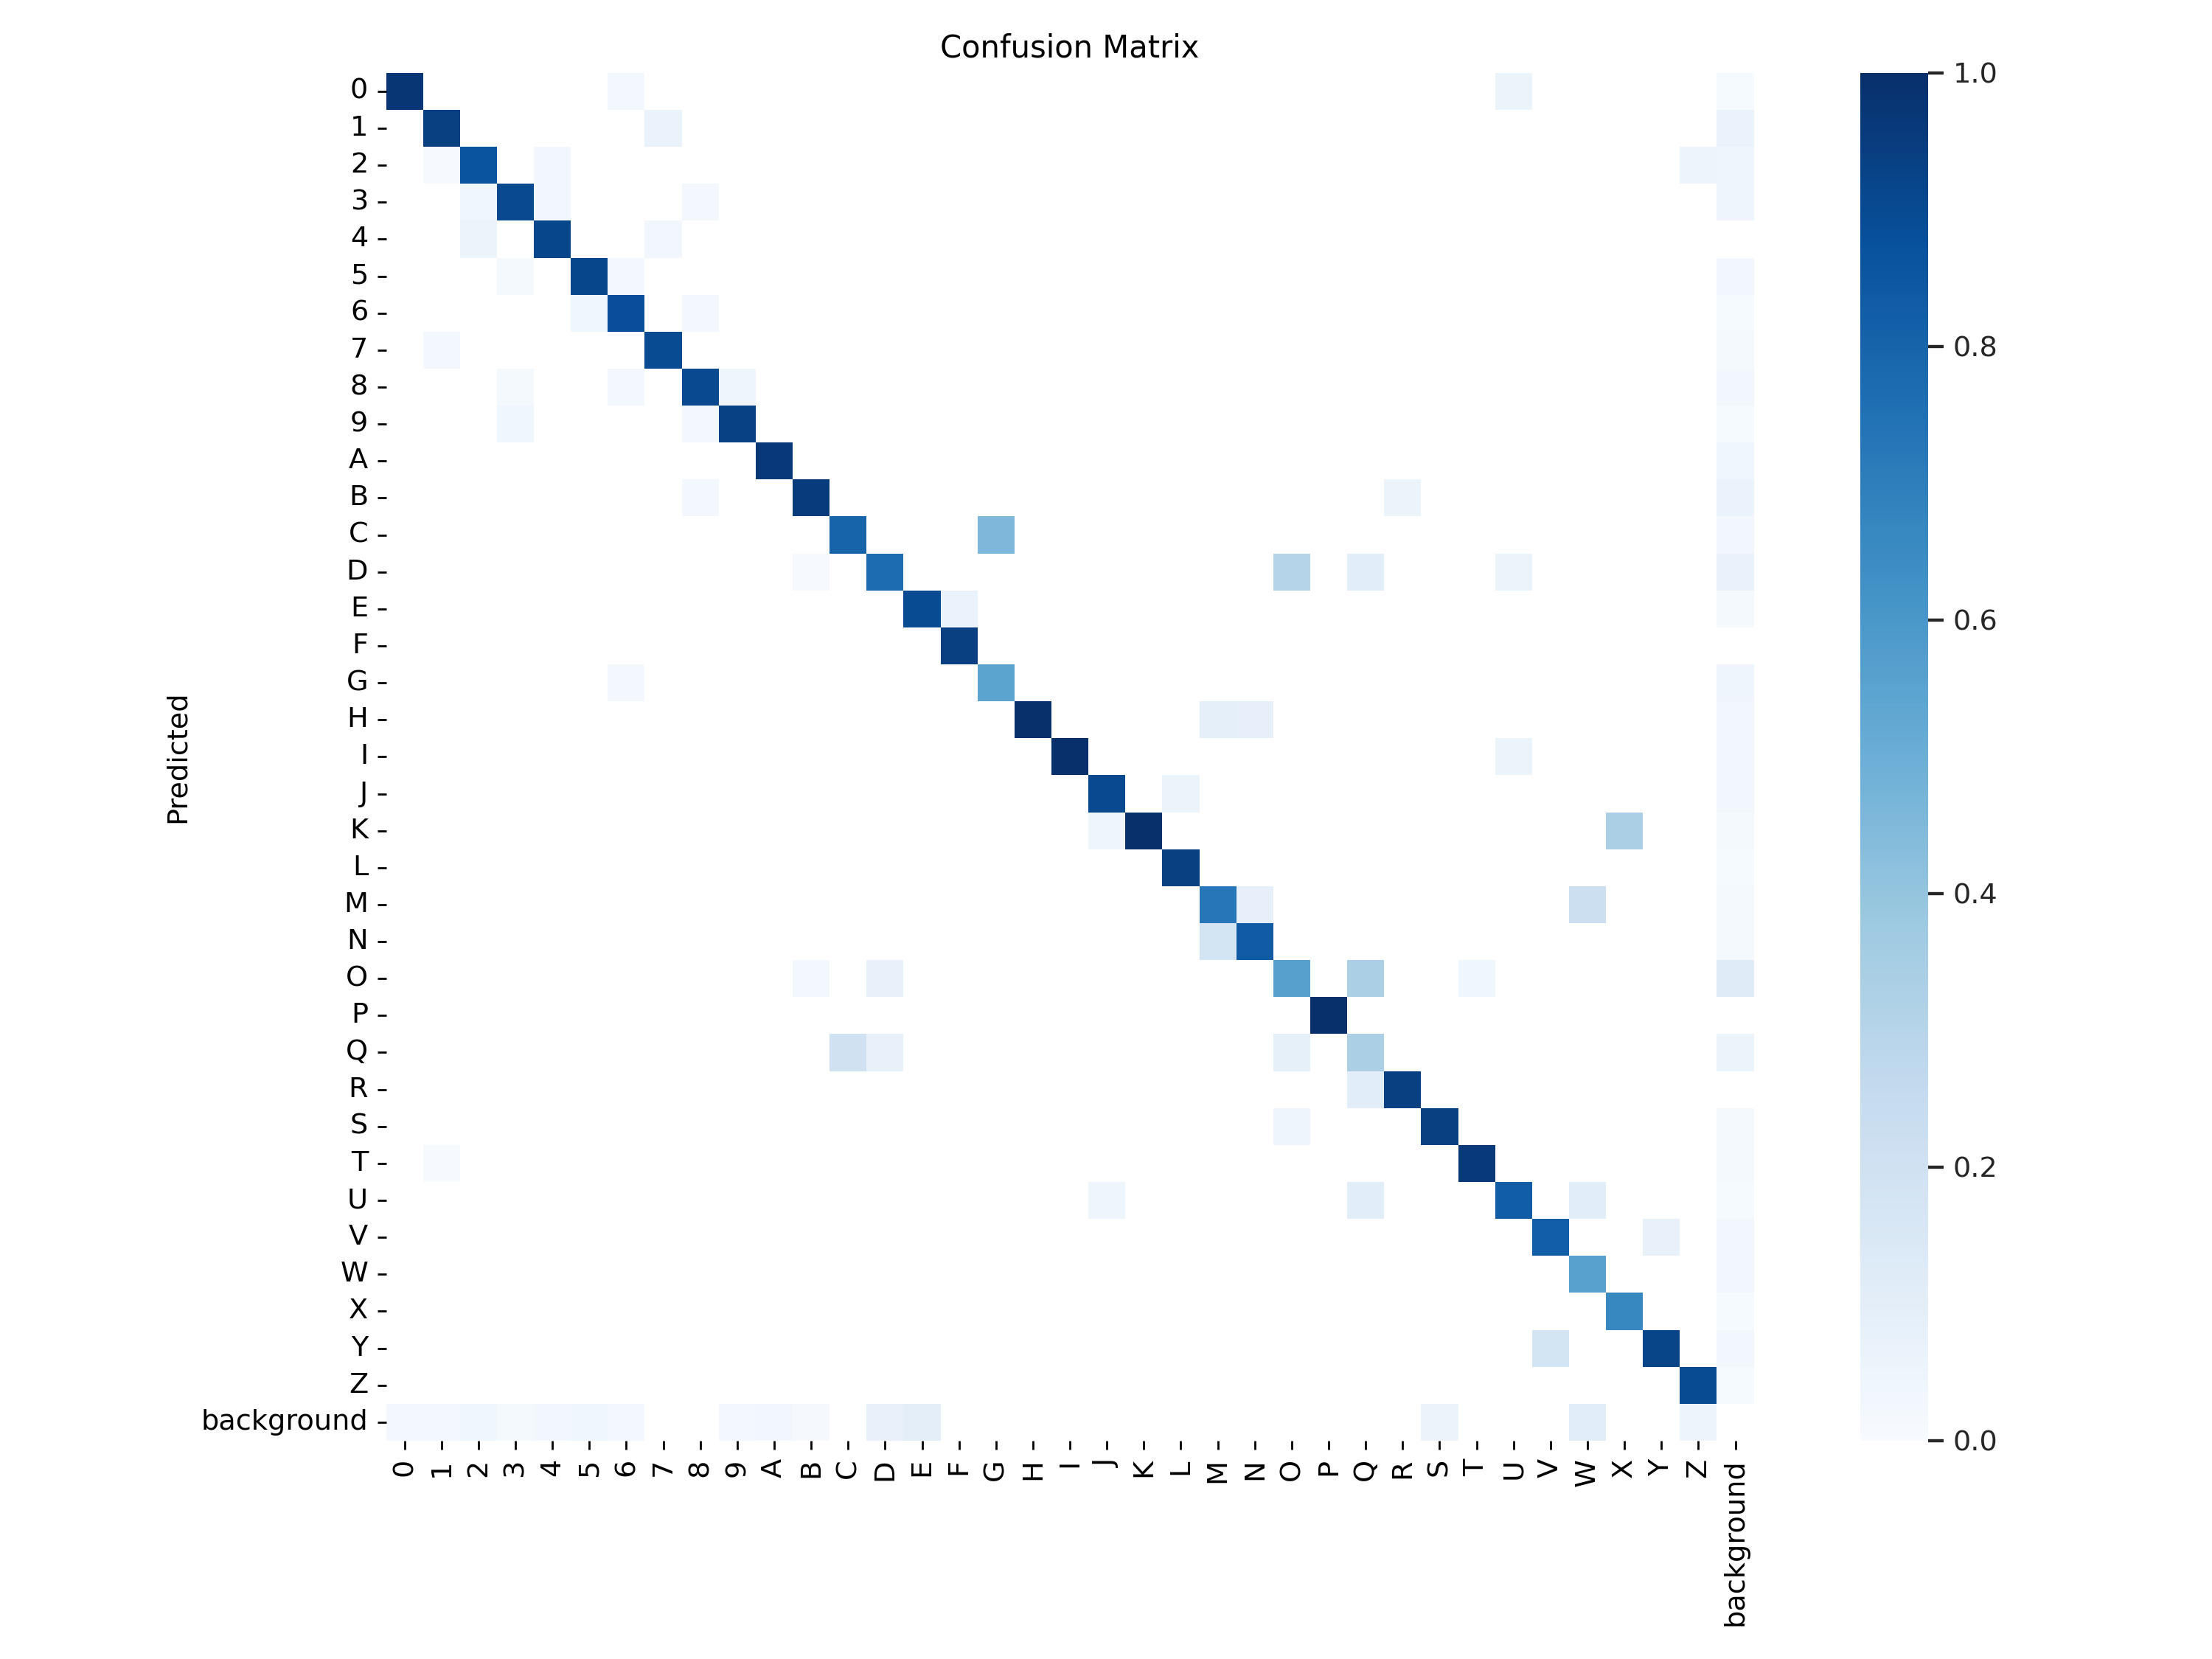 Confusion Matrix
Predicted
0
1
2
3
4
5
6
7
8
9
A
B
C
D
E
F
G
H
I
J
K
L
M
N
O
P
Q
R
S
T
U
V
W
X
Y
Z
background
0 1 2 3 4 5 6 7 8 9 A B C D E F G H I J K L M N O P Q R S T U V W X Y Z background
1.0
0.8
0.6
0.4
0.2
0.0